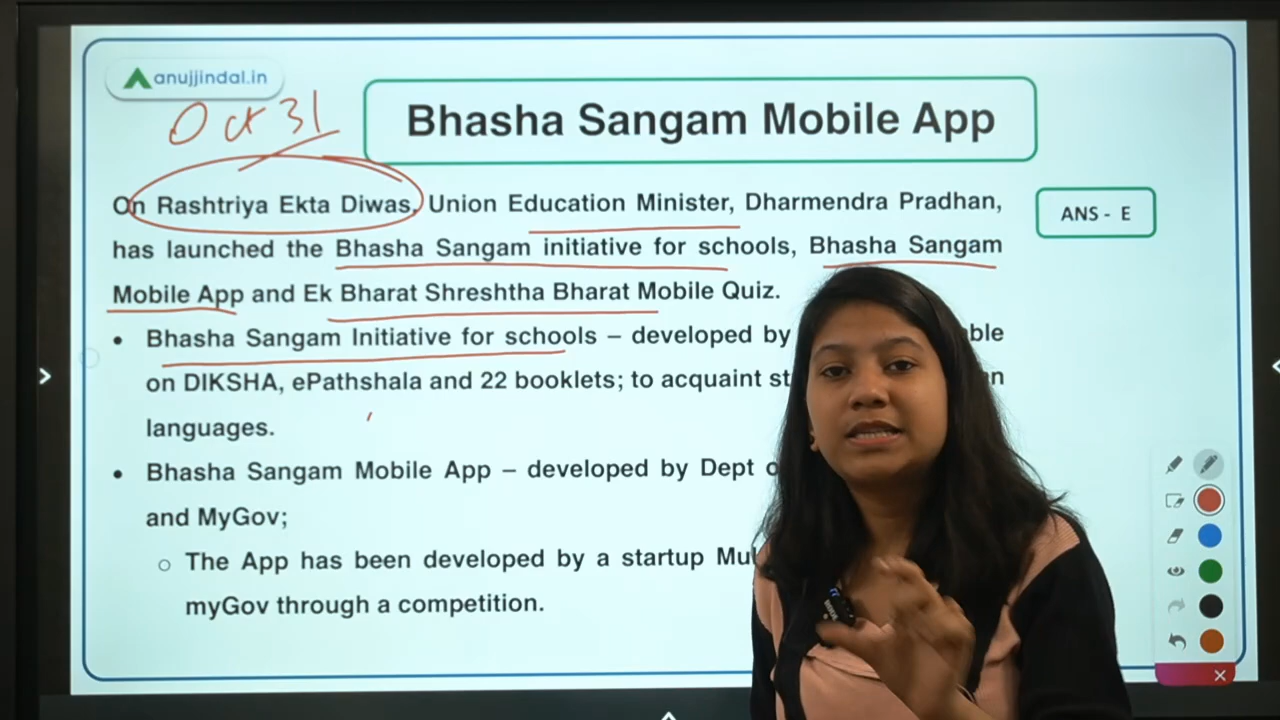 anujjindal.in
Oct 31
Bhasha Sangam Mobile App
On Rashtriya Ekta Diwas, Union Education Minister, Dharmendra Pradhan,
has launched the Bhasha Sangam initiative for schools, Bhasha Sangam
Mobile App and Ek Bharat Shreshtha Bharat Mobile Quiz.
ANS - E
• Bhasha Sangam Initiative for schools – developed by
on DIKSHA, ePathshala and 22 booklets; to acquaint
languages.
• Bhasha Sangam Mobile App – developed by Dept
and MyGov;
○ The App has been developed by a startup
myGov through a competition.